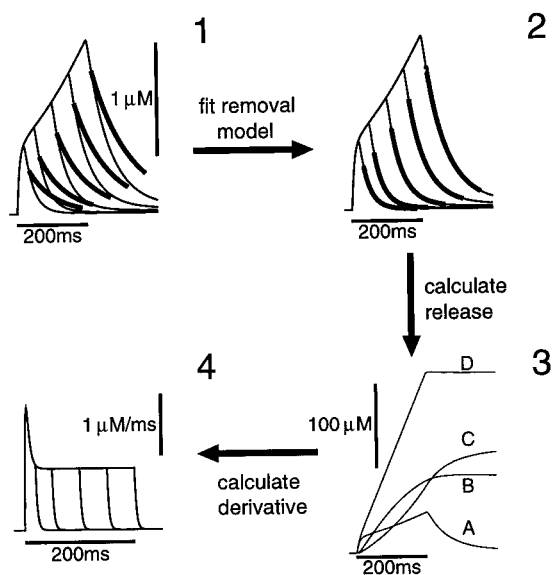 1
1 μM
200ms
fit removal
model
2
200ms
calculate
release
3
D
100 μM
C
B
A
200ms
4
1 μM/ms
calculate
derivative
200ms